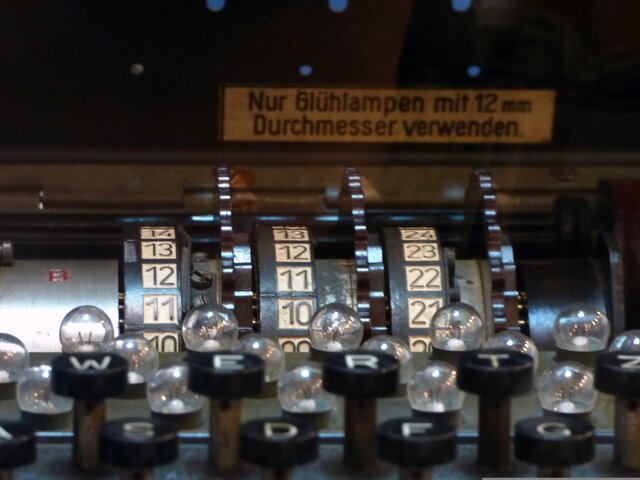 Nur Glühlampen mit 12 mm
Durchmesser verwenden.
14 13 24
13 12 23
12 11 22
11 10 21
10
B
W E R T Z
S D F G